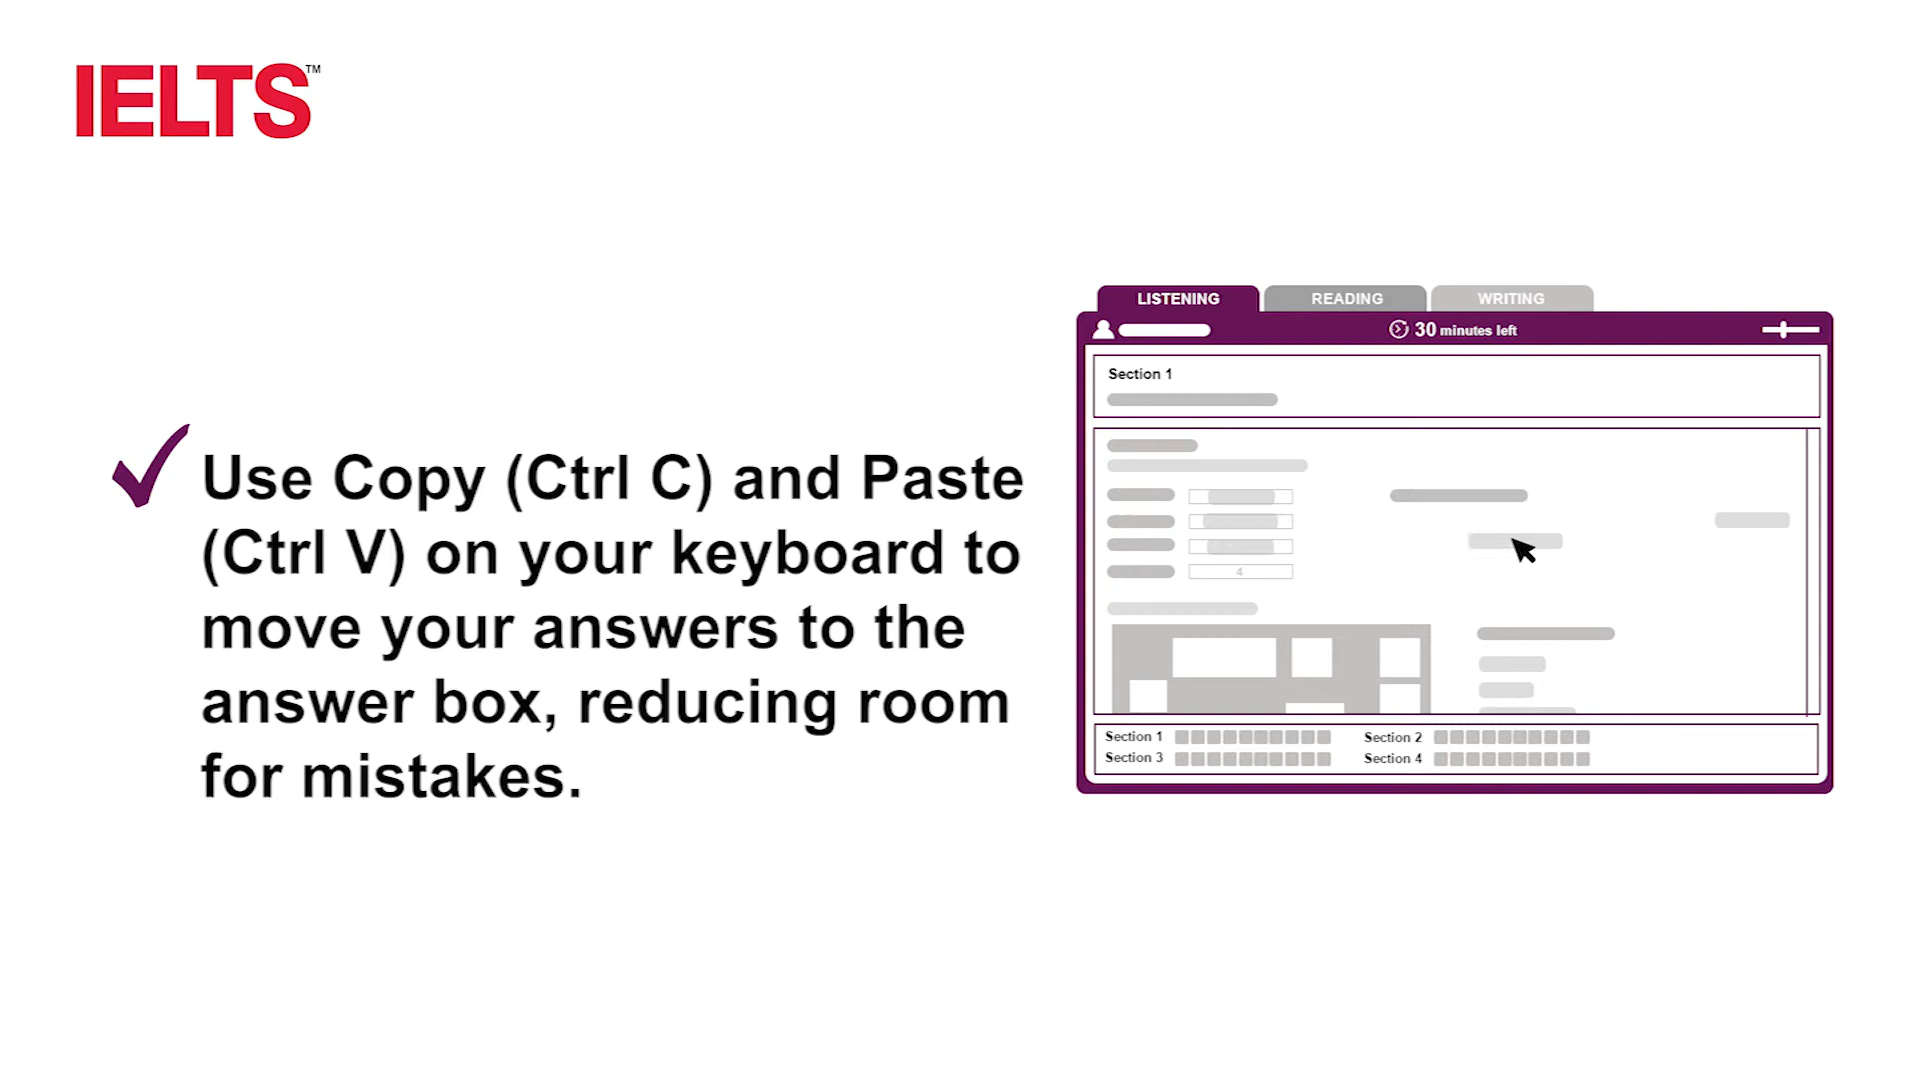 IELTS™
Use Copy (Ctrl C) and Paste
(Ctrl V) on your keyboard to
move your answers to the
answer box, reducing room
for mistakes.
LISTENING READING WRITING
30 minutes left
Section 1
4
Section 1 Section 2
Section 3 Section 4